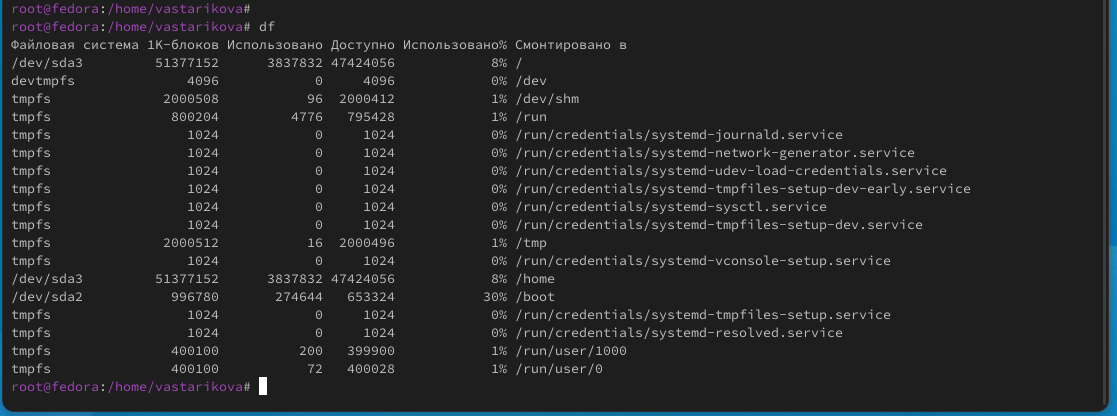 root@fedora:/home/vastarikova#
root@fedora:/home/vastarikova# df
Файловая система 1K-блоков Использовано Доступно Использовано% Смонтировано в
/dev/sda3         51377152      3837832 47424056            8% /
devtmpfs              4096            0     4096            0% /dev
tmpfs              2000508           96  2000412            1% /dev/shm
tmpfs               800204         4776   795428            1% /run
tmpfs                 1024            0     1024            0% /run/credentials/systemd-journald.service
tmpfs                 1024            0     1024            0% /run/credentials/systemd-network-generator.service
tmpfs                 1024            0     1024            0% /run/credentials/systemd-udev-load-credentials.service
tmpfs                 1024            0     1024            0% /run/credentials/systemd-tmpfiles-setup-dev-early.service
tmpfs                 1024            0     1024            0% /run/credentials/systemd-sysctl.service
tmpfs                 1024            0     1024            0% /run/credentials/systemd-tmpfiles-setup-dev.service
tmpfs              2000512           16  2000496            1% /tmp
tmpfs                 1024            0     1024            0% /run/credentials/systemd-vconsole-setup.service
/dev/sda3         51377152      3837832 47424056            8% /home
/dev/sda2           996780       274644   653324           30% /boot
tmpfs                 1024            0     1024            0% /run/credentials/systemd-tmpfiles-setup.service
tmpfs                 1024            0     1024            0% /run/credentials/systemd-resolved.service
tmpfs               400100          200   399900            1% /run/user/1000
tmpfs               400100           72   400028            1% /run/user/0
root@fedora:/home/vastarikova#